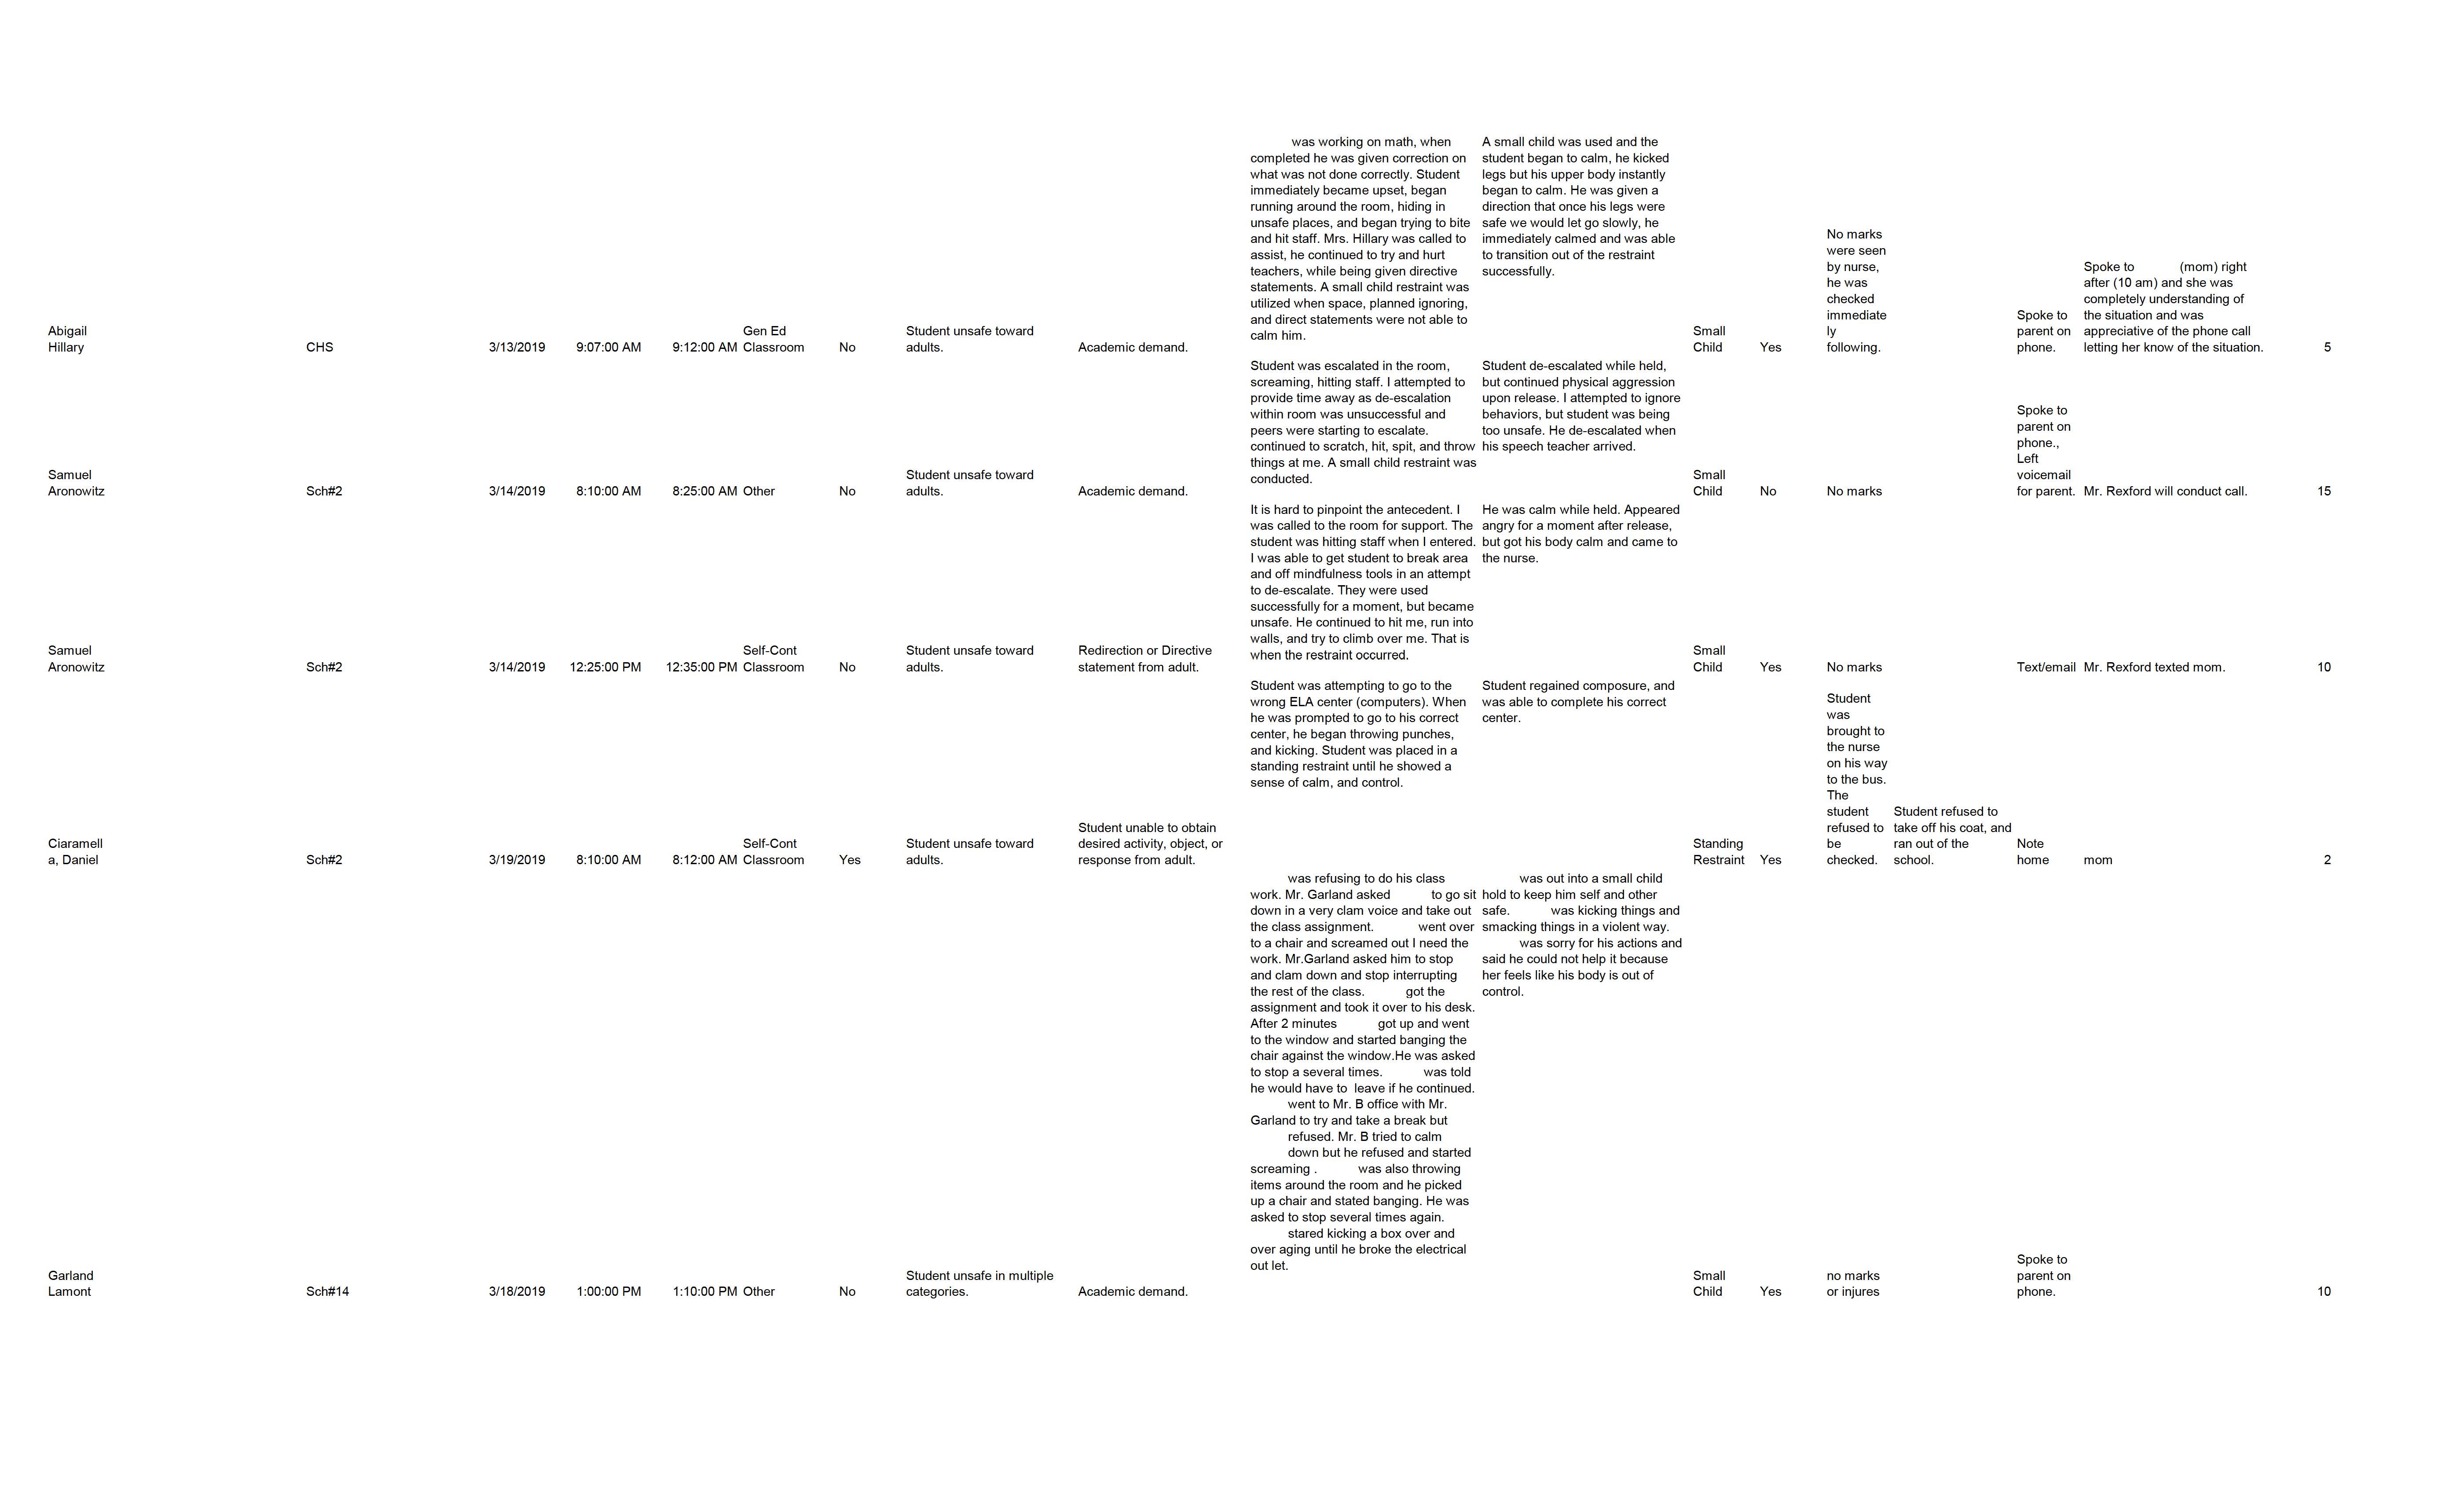 was working on math, when
completed he was given correction on
what was not done correctly. Student
immediately became upset, began
running around the room, hiding in
unsafe places, and began trying to bite
and hit staff. Mrs. Hillary was called to
assist, he continued to try and hurt
teachers, while being given directive
statements. A small child restraint was
utilized when space, planned ignoring,
and direct statements were not able to
calm him.
A small child was used and the
student began to calm, he kicked
legs but his upper body instantly
began to calm. He was given a
direction that once his legs were
safe we would let go slowly, he
immediately calmed and was able
to transition out of the restraint
successfully.
Abigail
Hillary
CHS
3/13/2019
9:07:00 AM
9:12:00 AM
Gen Ed
Classroom
No
Student unsafe toward
adults.
Academic demand.
Small
Child
Yes
No marks
were seen
by nurse,
he was
checked
immediate
ly
following.
Spoke to
parent on
phone.
Spoke to (mom) right
after (10 am) and she was
completely understanding of
the situation and was
appreciative of the phone call
letting her know of the situation.
5
Student was escalated in the room,
screaming, hitting staff. I attempted to
provide time away as de-escalation
within room was unsuccessful and
peers were starting to escalate.
continued to scratch, hit, spit, and throw
things at me. A small child restraint was
conducted.
Student de-escalated while held,
but continued physical aggression
upon release. I attempted to ignore
behaviors, but student was being
too unsafe. He de-escalated when
his speech teacher arrived.
Samuel
Aronowitz
Sch#2
3/14/2019
8:10:00 AM
8:25:00 AM
Other
No
Student unsafe toward
adults.
Academic demand.
Small
Child
No
No marks
Spoke to
parent on
phone.,
Left
voicemail
for parent.
Mr. Rexford will conduct call.
15
It is hard to pinpoint the antecedent. I
was called to the room for support. The
student was hitting staff when I entered.
I was able to get student to break area
and off mindfulness tools in an attempt
to de-escalate. They were used
successfully for a moment, but became
unsafe. He continued to hit me, run into
walls, and try to climb over me. That is
when the restraint occurred.
He was calm while held. Appeared
angry for a moment after release,
but got his body calm and came to
the nurse.
Samuel
Aronowitz
Sch#2
3/14/2019
12:25:00 PM
12:35:00 PM
Self-Cont
Classroom
No
Student unsafe toward
adults.
Redirection or Directive
statement from adult.
Small
Child
Yes
No marks
Text/email
Mr. Rexford texted mom.
10
Student was attempting to go to the
wrong ELA center (computers). When
he was prompted to go to his correct
center, he began throwing punches,
and kicking. Student was placed in a
standing restraint until he showed a
sense of calm, and control.
Student regained composure, and
was able to complete his correct
center.
Ciaramell
a, Daniel
Sch#2
3/19/2019
8:10:00 AM
8:12:00 AM
Self-Cont
Classroom
Yes
Student unsafe toward
adults.
Student unable to obtain
desired activity, object, or
response from adult.
Standing
Restraint
Yes
Student
was
brought to
the nurse
on his way
to the bus.
The
student
refused to
be
checked.
Student refused to
take off his coat, and
ran out of the
school.
Note
home
mom
2
was refusing to do his class
work. Mr. Garland asked to go sit
down in a very clam voice and take out
the class assignment. went over
to a chair and screamed out I need the
work. Mr.Garland asked him to stop
and clam down and stop interrupting
the rest of the class. got the
assignment and took it over to his desk.
After 2 minutes got up and went
to the window and started banging the
chair against the window.He was asked
to stop a several times. was told
he would have to leave if he continued.
went to Mr. B office with Mr.
Garland to try and take a break but
refused. Mr. B tried to calm
down but he refused and started
screaming . was also throwing
items around the room and he picked
up a chair and stated banging. He was
asked to stop several times again.
stared kicking a box over and
over aging until he broke the electrical
out let.
was out into a small child
hold to keep him self and other
safe. was kicking things and
smacking things in a violent way.
was sorry for his actions and
said he could not help it because
her feels like his body is out of
control.
Garland
Lamont
Sch#14
3/18/2019
1:00:00 PM
1:10:00 PM
Other
No
Student unsafe in multiple
categories.
Academic demand.
Small
Child
Yes
no marks
or injures
Spoke to
parent on
phone.
10